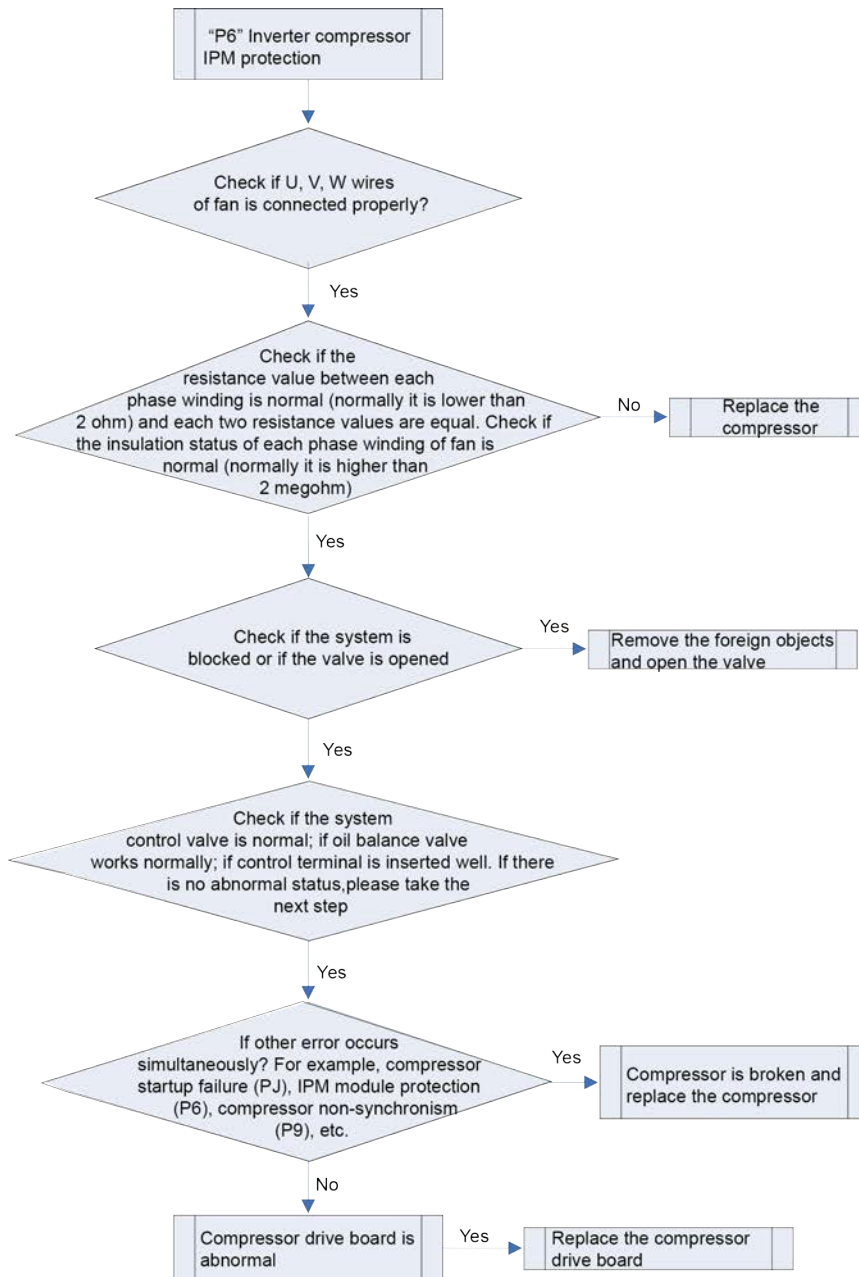 “P6” Inverter compressor
IPM protection
Check if U, V, W wires
of fan is connected properly?
Yes
Check if the
resistance value between each
phase winding is normal (normally it is lower than
2 ohm) and each two resistance values are equal. Check if
the insulation status of each phase winding of fan is
normal (normally it is higher than
2 megohm)
No
Replace the
compressor
Yes
Check if the system is
blocked or if the valve is opened
Yes
Remove the foreign objects
and open the valve
Yes
Check if the system
control valve is normal; if oil balance valve
works normally; if control terminal is inserted well. If there
is no abnormal status,please take the
next step
Yes
If other error occurs
simultaneously? For example, compressor
startup failure (PJ), IPM module protection
(P6), compressor non-synchronism
(P9), etc.
Yes
Compressor is broken and
replace the compressor
No
Compressor drive board is
abnormal
Yes
Replace the compressor
drive board